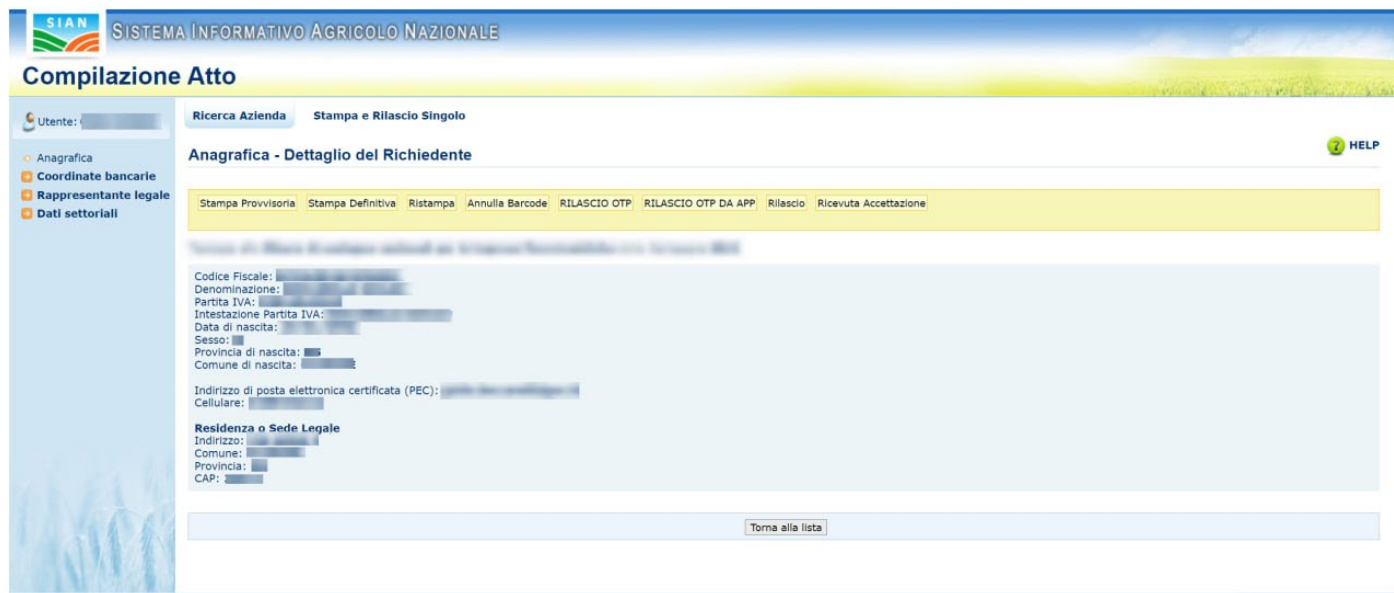 SIAN
SISTEMA INFORMATIVO AGRICOLO NAZIONALE
Compilazione Atto
Utente:
Ricerca Azienda Stampa e Rilascio Singolo
HELP
Anagrafica
Coordinate bancarie
Rappresentante legale
Dati settoriali
Anagrafica - Dettaglio del Richiedente
Stampa Provvisoria Stampa Definitiva Ristampa Annulla Barcode RILASCIO OTP RILASCIO OTP DA APP Rilascio Ricevuta Accettazione
Codice Fiscale:
Denominazione:
Partita IVA:
Intestazione Partita IVA:
Data di nascita:
Sesso:
Provincia di nascita:
Comune di nascita:
Indirizzo di posta elettronica certificata (PEC):
Cellulare:
Residenza o Sede Legale
Indirizzo:
Comune:
Provincia:
CAP:
Torna alla lista